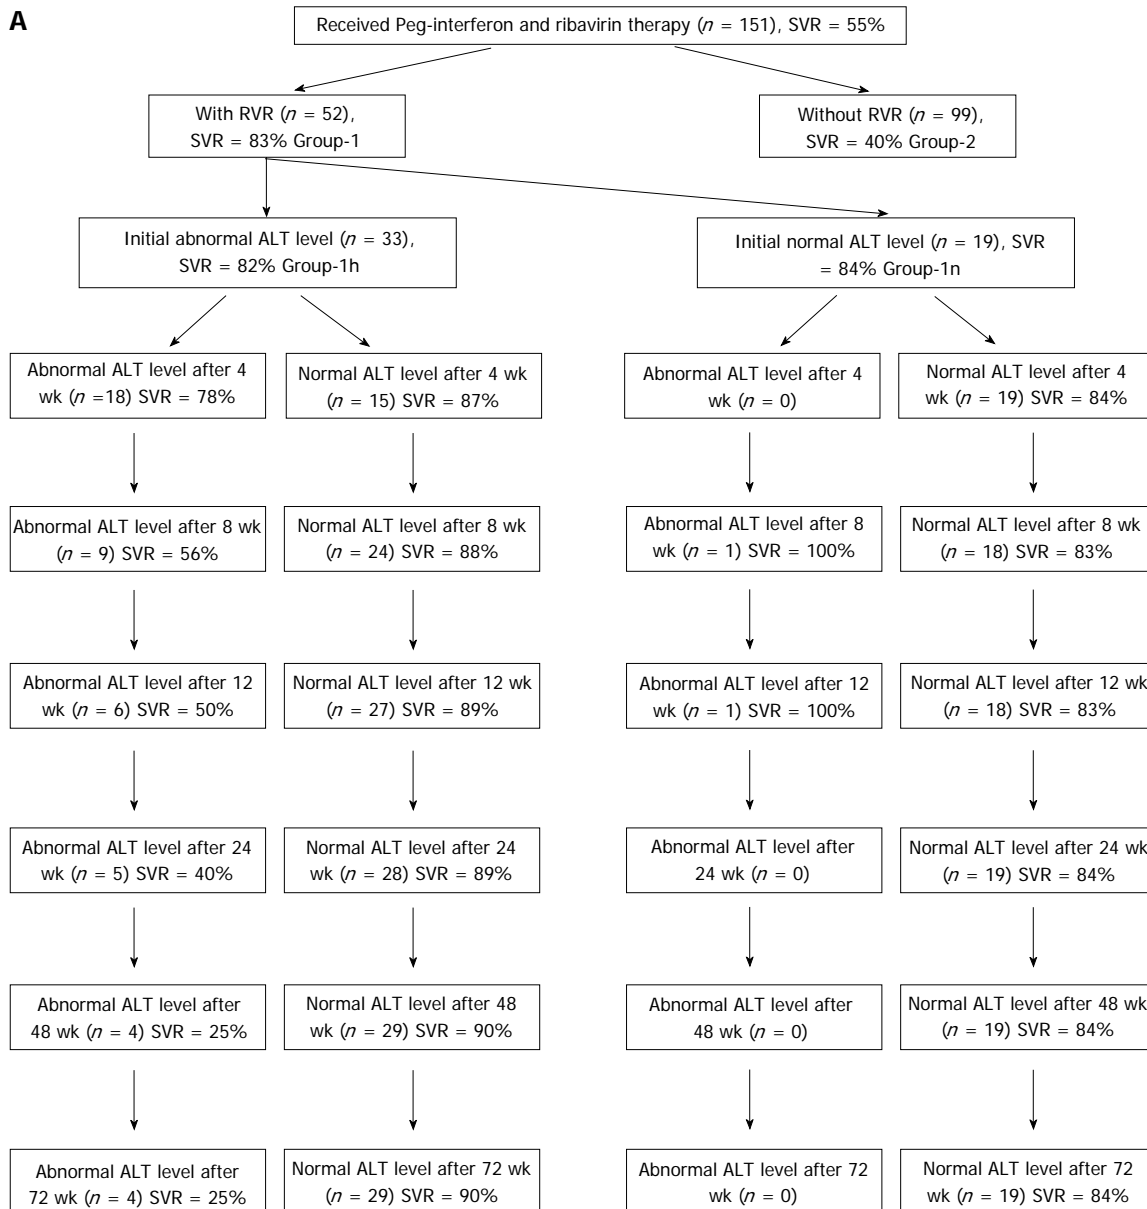 A
Received Peg-interferon and ribavirin therapy (n = 151), SVR = 55%
With RVR (n = 52),
SVR = 83% Group-1
Without RVR (n = 99),
SVR = 40% Group-2
Initial abnormal ALT level (n = 33),
SVR = 82% Group-1h
Initial normal ALT level (n = 19), SVR
= 84% Group-1n
Abnormal ALT level after 4
wk (n =18) SVR = 78%
Normal ALT level after 4 wk
(n = 15) SVR = 87%
Abnormal ALT level after 4
wk (n = 0)
Normal ALT level after 4
wk (n = 19) SVR = 84%
Abnormal ALT level after 8 wk
(n = 9) SVR = 56%
Normal ALT level after 8 wk
(n = 24) SVR = 88%
Abnormal ALT level after 8
wk (n = 1) SVR = 100%
Normal ALT level after 8 wk
(n = 18) SVR = 83%
Abnormal ALT level after 12
wk (n = 6) SVR = 50%
Normal ALT level after 12 wk
(n = 27) SVR = 89%
Abnormal ALT level after 12
wk (n = 1) SVR = 100%
Normal ALT level after 12 wk
(n = 18) SVR = 83%
Abnormal ALT level after 24
wk (n = 5) SVR = 40%
Normal ALT level after 24
wk (n = 28) SVR = 89%
Abnormal ALT level after
24 wk (n = 0)
Normal ALT level after 24 wk
(n = 19) SVR = 84%
Abnormal ALT level after
48 wk (n = 4) SVR = 25%
Normal ALT level after 48
wk (n = 29) SVR = 90%
Abnormal ALT level after
48 wk (n = 0)
Normal ALT level after 48 wk
(n = 19) SVR = 84%
Abnormal ALT level after
72 wk (n = 4) SVR = 25%
Normal ALT level after 72 wk
(n = 29) SVR = 90%
Abnormal ALT level after 72
wk (n = 0)
Normal ALT level after 72
wk (n = 19) SVR = 84%